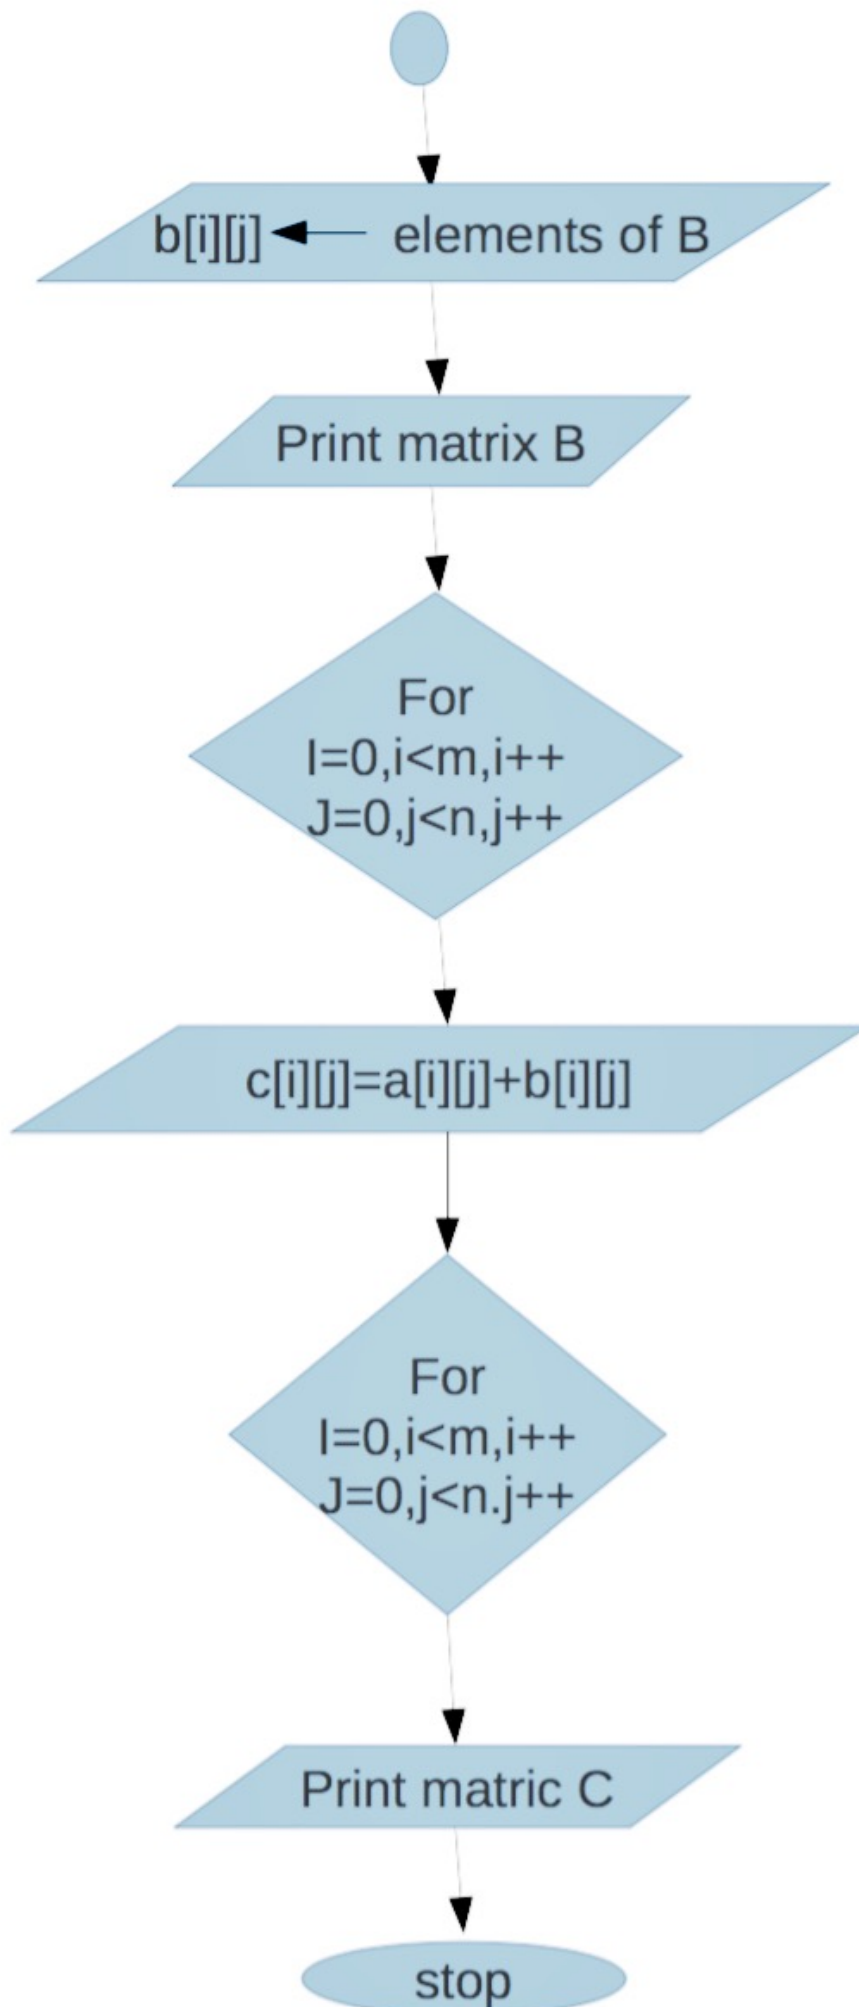 b[i][j] elements of B
Print matrix B
For
I=0,i<m,i++
J=0,j<n,j++
c[i][j]=a[i][j]+b[i][j]
For
I=0,i<m,i++
J=0,j<n.j++
Print matric C
stop